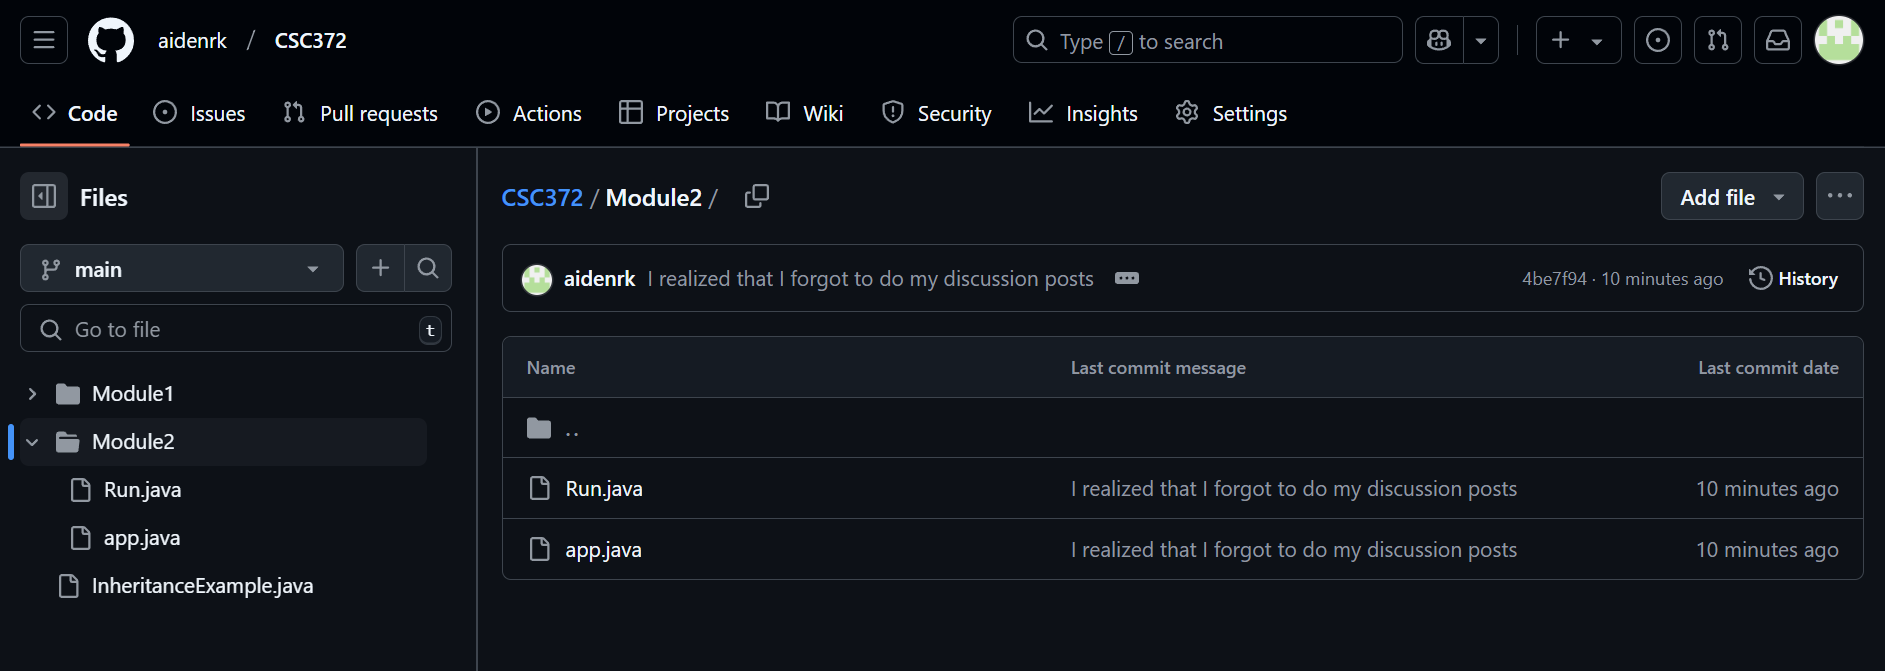 aidenrk / CSC372
Type / to search
Code Issues Pull requests Actions Projects Wiki Security Insights Settings
Files
main
Go to file t
Module1
Module2
Run.java
app.java
InheritanceExample.java
CSC372 / Module2 /
Add file
aidenrk I realized that I forgot to do my discussion posts 4be7f94 · 10 minutes ago History
Name Last commit message Last commit date
..
Run.java I realized that I forgot to do my discussion posts 10 minutes ago
app.java I realized that I forgot to do my discussion posts 10 minutes ago